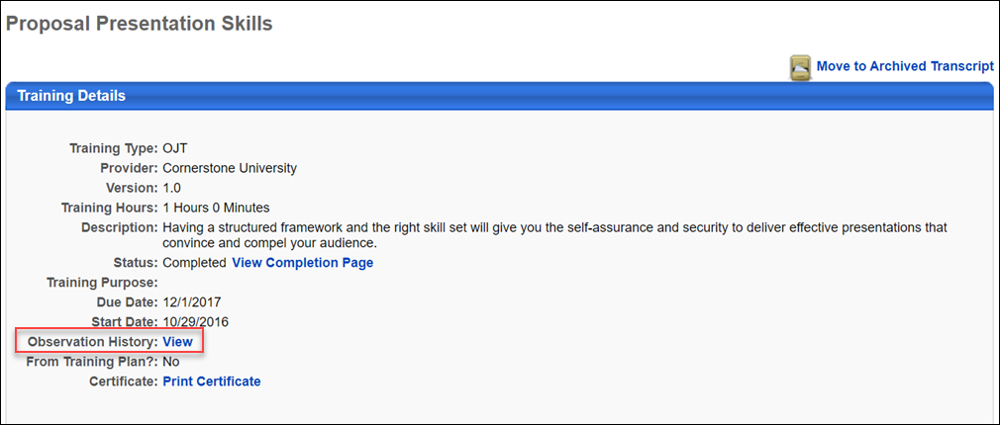 Proposal Presentation Skills
Move to Archived Transcript
Training Details
Training Type: OJT
Provider: Cornerstone University
Version: 1.0
Training Hours: 1 Hours 0 Minutes
Description: Having a structured framework and the right skill set will give you the self-assurance and security to deliver effective presentations that
convince and compel your audience.
Status: Completed View Completion Page
Training Purpose:
Due Date: 12/1/2017
Start Date: 10/29/2016
Observation History: View
From Training Plan?: No
Certificate: Print Certificate